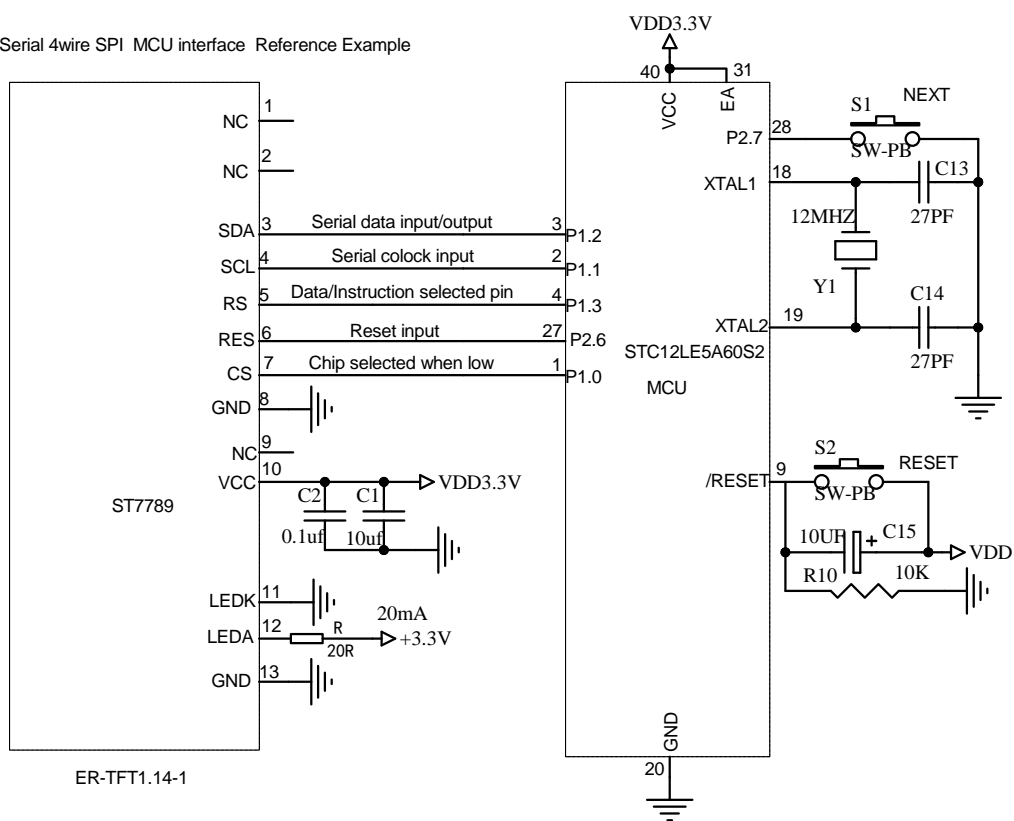 VDD3.3V
Serial 4wire SPI MCU interface Reference Example
40
31
VCC
EA
S1
NEXT
1
NC
P2.7
28
SW-PB
2
NC
XTAL1
18
C13
27PF
12MHZ
Y1
SDA
3
Serial data input/output
3
P1.2
SCL
4
Serial colock input
2
P1.1
RS
5
Data/Instruction selected pin
4
P1.3
C14
RES
6
Reset input
27
P2.6
XTAL2
19
27PF
STC12LE5A60S2
MCU
CS
7
Chip selected when low
1
P1.0
GND
8
NC
9
VCC
10
VDD3.3V
C2
C1
0.1uf
10uf
ST7789
/RESET
9
S2
RESET
SW-PB
10UF
+
C15
VDD
R10
10K
LEDK
11
20mA
LEDA
12
R
20R
+3.3V
GND
13
GND
20
ER-TFT1.14-1